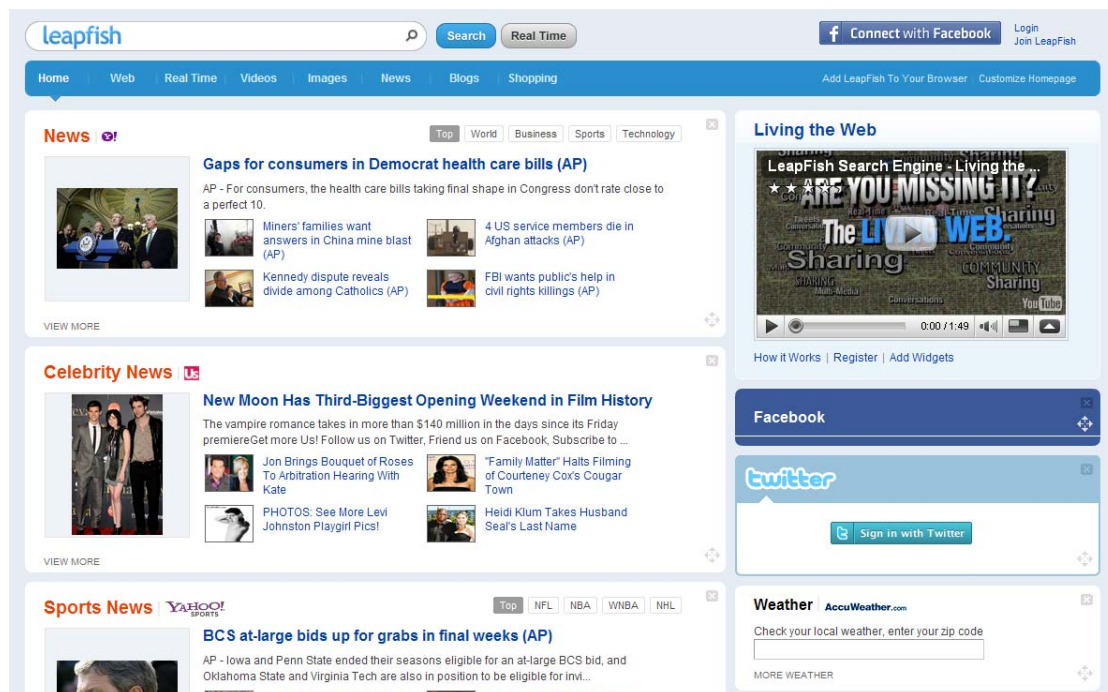 leapfish
Search
Real Time
Connect with Facebook
Login
Join LeapFish
Home
Web
Real Time
Videos
Images
News
Blogs
Shopping
Add LeapFish To Your Browser
Customize Homepage
News
Y!
Top
World
Business
Sports
Technology
Gaps for consumers in Democrat health care bills (AP)
AP - For consumers, the health care bills taking final shape in Congress don't rate close to
a perfect 10.
Miners' families want
answers in China mine blast
(AP)
4 US service members die in
Afghan attacks (AP)
Kennedy dispute reveals
divide among Catholics (AP)
FBI wants public's help in
civil rights killings (AP)
VIEW MORE
Celebrity News
Us
New Moon Has Third-Biggest Opening Weekend in Film History
The vampire romance takes in more than $140 million in the days since its Friday
premiereGet more Us! Follow us on Twitter, Friend us on Facebook, Subscribe to ...
Jon Brings Bouquet of Roses
To Arbitration Hearing With
Kate
"Family Matter" Halts Filming
of Courteney Cox's Cougar
Town
PHOTOS: See More Levi
Johnston Playgirl Pics!
Heidi Klum Takes Husband
Seal's Last Name
VIEW MORE
Sports News
YAHOO!
SPORTS
Top
NFL
NBA
WNBA
NHL
BCS at-large bids up for grabs in final weeks (AP)
AP - Iowa and Penn State ended their seasons eligible for an at-large BCS bid, and
Oklahoma State and Virginia Tech are also in position to be eligible for invi...
Living the Web
LeapFish Search Engine - Living the ...
ARE YOU MISSING IT?
The LIVING WEB.
Sharing
Sharing
COMMUNITY
Sharing
SHARING
Multi-Media
Conversations
YouTube
0:00 / 1:49
How it Works | Register | Add Widgets
Facebook
twitter
Sign in with Twitter
Weather
AccuWeather.com
Check your local weather, enter your zip code
MORE WEATHER